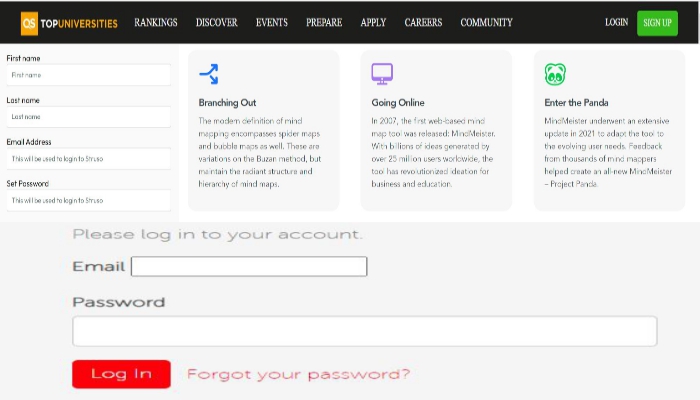 QS TOPUNIVERSITIES RANKINGS DISCOVER EVENTS PREPARE APPLY CAREERS COMMUNITY LOGIN SIGN UP
First name
First name
Last name
Last name
Email Address
This will be used to login to Struso
Set Password
This will be used to login to Struso
Branching Out
The modern definition of mind
mapping encompasses spider maps
and bubble maps as well. These are
variations on the Buzan method, but
maintain the radiant structure and
hierarchy of mind maps.
Going Online
In 2007, the first web-based mind
map tool was released: MindMeister.
With billions of ideas generated by
over 25 million users worldwide, the
tool has revolutionized ideation for
business and education.
Enter the Panda
MindMeister underwent an extensive
update in 2021 to adapt the tool to
the evolving user needs. Feedback
from thousands of mind mappers
helped create an all-new MindMeister
– Project Panda.
Please log in to your account.
Email
Password
Log In Forgot your password?